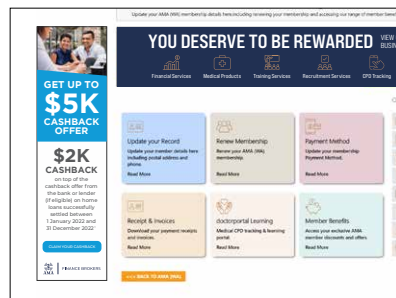 Update your AMA (WA) membership details here including renewing your membership and accessing our range of member benef
YOU DESERVE TO BE REWARDED
VIEW
BUSIN
Financial Services
Medical Products
Training Services
Recruitment Services
CPD Tracking
GET UP TO
$5K
CASHBACK
OFFER
$2K
CASHBACK
on top of the
cashback offer from
the bank or lender
(if eligible) on home
loans successfully
settled between
1 January 2022 and
31 December 2022
CLAIM YOUR CASHBACK
AMA
FINANCE BROKERS
Update your Record
Update your member details here
including postal address and
phone.
Read More
Renew Membership
Renew your AMA (WA)
membership.
Read More
Payment Method
Update your membership
Payment Method.
Read More
Receipt & Invoices
Download your payment receipts
and invoices.
Read More
doctorportal Learning
Medical CPD tracking & learning
portal
Read More
Member Benefits
Access your exclusive AMA
member discounts and offers.
Read More
BACK TO AMA (WA)